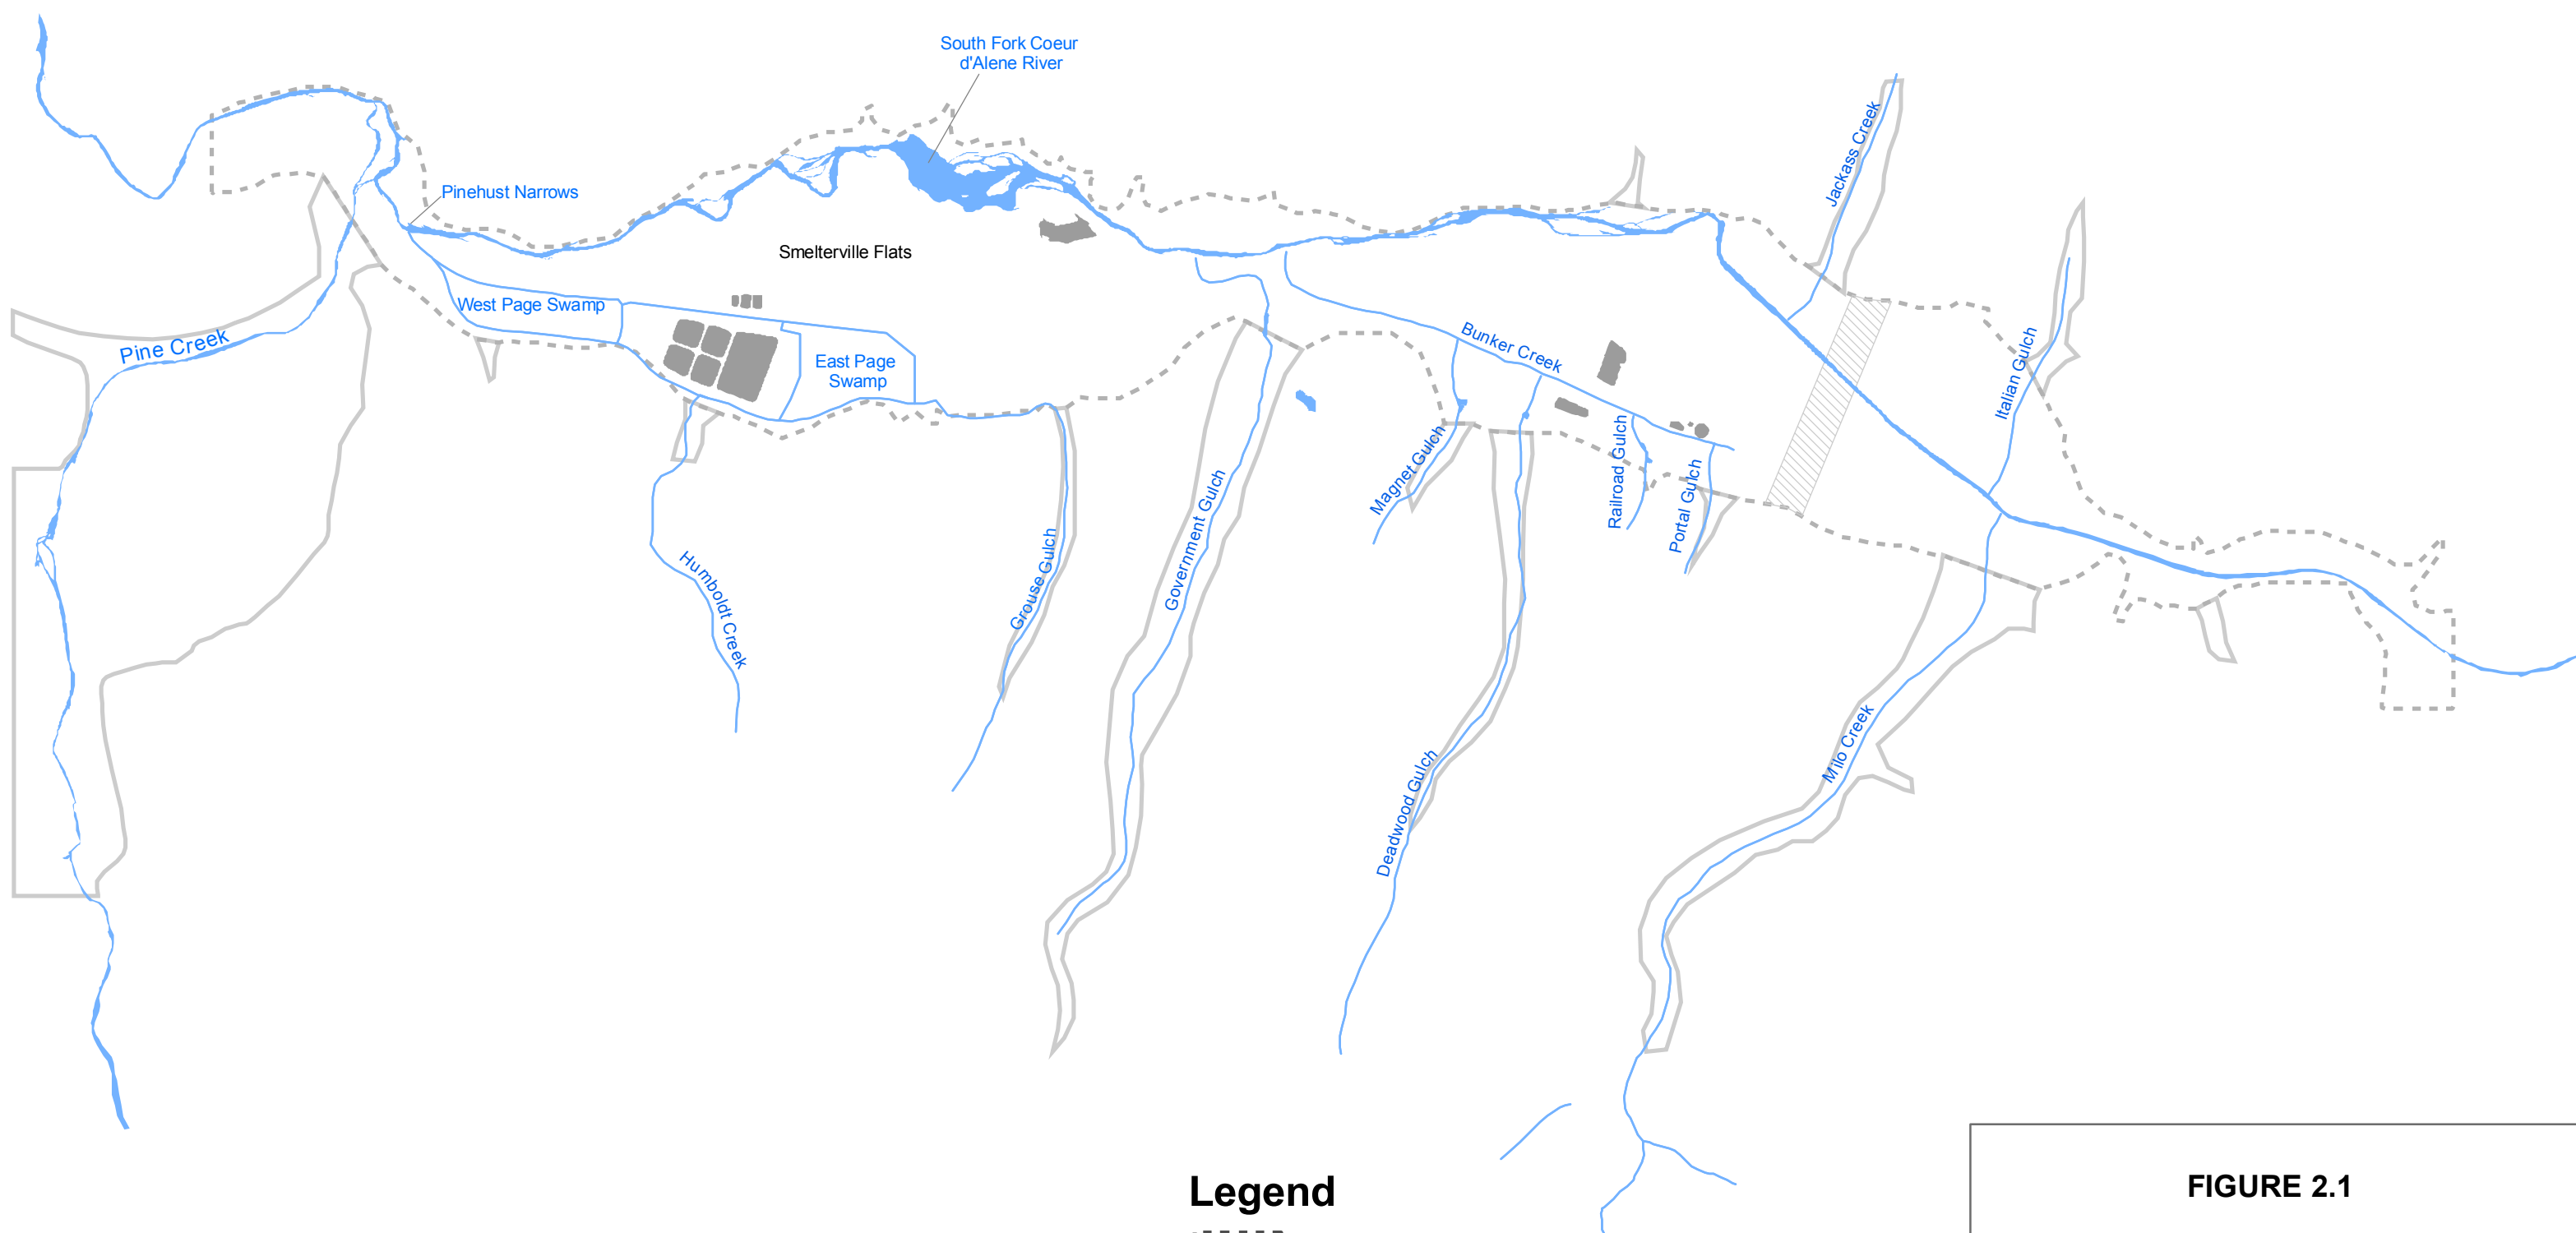 South Fork Coeur
d'Alene River
Jackass Creek
Pinehust Narrows
Smelterville Flats
West Page Swamp
Pine Creek
East Page
Swamp
Bunker Creek
Italian Gulch
Magnet Gulch
Railroad Gulch
Portal Gulch
Government Gulch
Grouse Gulch
Humboldt Creek
Deadwood Gulch
Milo Creek
Legend
FIGURE 2.1